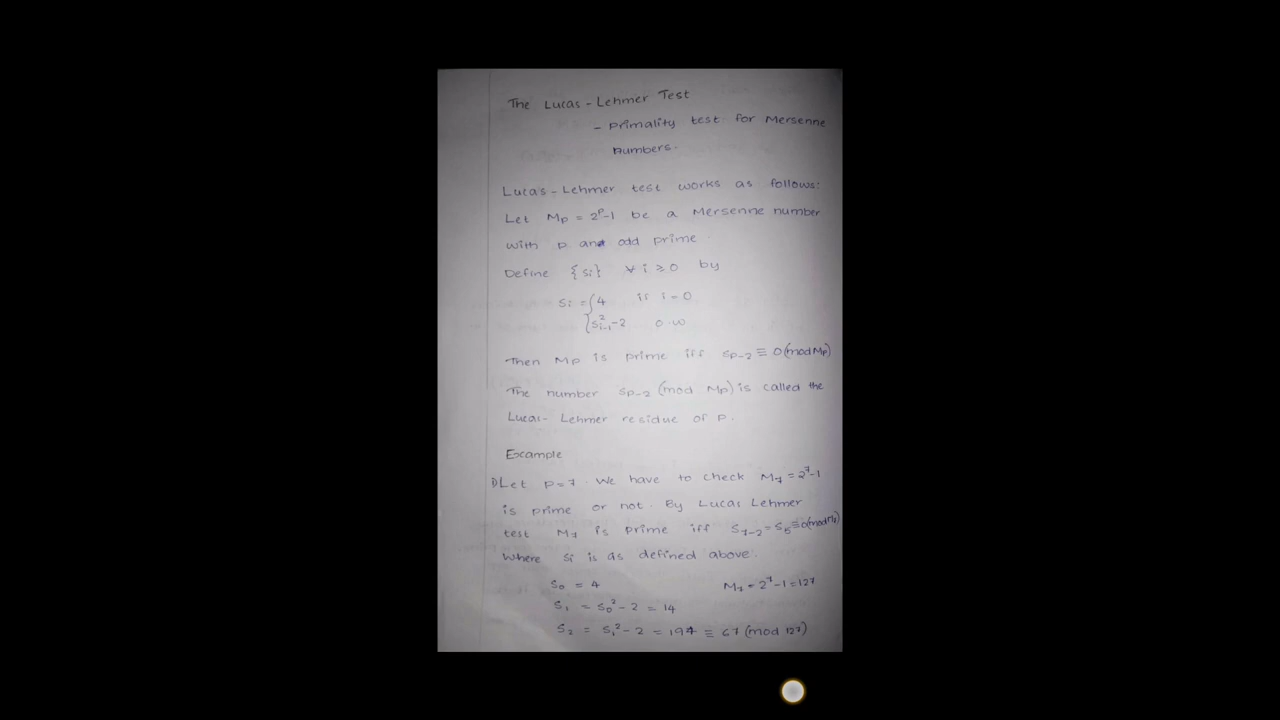 The Lucas-Lehmer Test
- Primality test for Mersenne
numbers.
Lucas-Lehmer test works as follows:
Let Mp = 2^p-1 be a Mersenne number
with p and odd prime.
Define {si} ∀ i ≥ 0 by
si = { 4 if i=0
{ s²i-1 -2 o.w
Then Mp is prime iff sp-2 ≡ 0 (mod Mp)
The number sp-2 (mod Mp) is called the
Lucas-Lehmer residue of p.
Example
1) Let p=7. We have to check M7 = 2^7-1
is prime or not. By Lucas Lehmer
test M7 is prime iff S7-2 = S5 ≡ 0 (mod M7)
where si is as defined above.
S0 = 4 M7 = 2^7-1 = 127
S1 = S0² - 2 = 14
S2 = S1² - 2 = 194 ≡ 67 (mod 127)